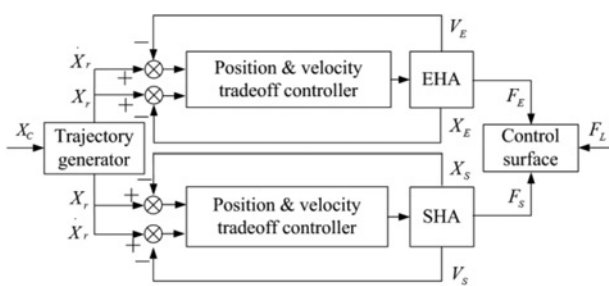 V_E
−
Ẋ_r
+
Position & velocity
tradeoff controller
EHA
X_r
+
−
F_E
X_E
X_C
Trajectory
generator
Control
surface
F_L
X_S
−
+
X_r
Position & velocity
tradeoff controller
SHA
F_S
Ẋ_r
+
−
V_S